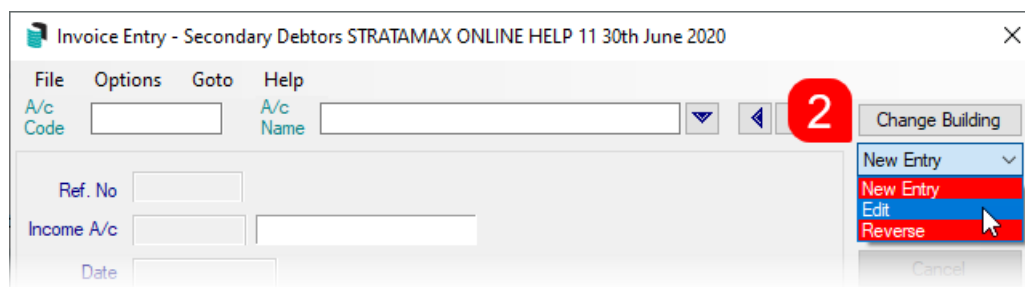 Invoice Entry - Secondary Debtors STRATAMAX ONLINE HELP 11 30th June 2020
File Options Goto Help
A/c Code
A/c Name
2
Change Building
New Entry
New Entry
Edit
Reverse
Ref. No
Income A/c
Date
Cancel